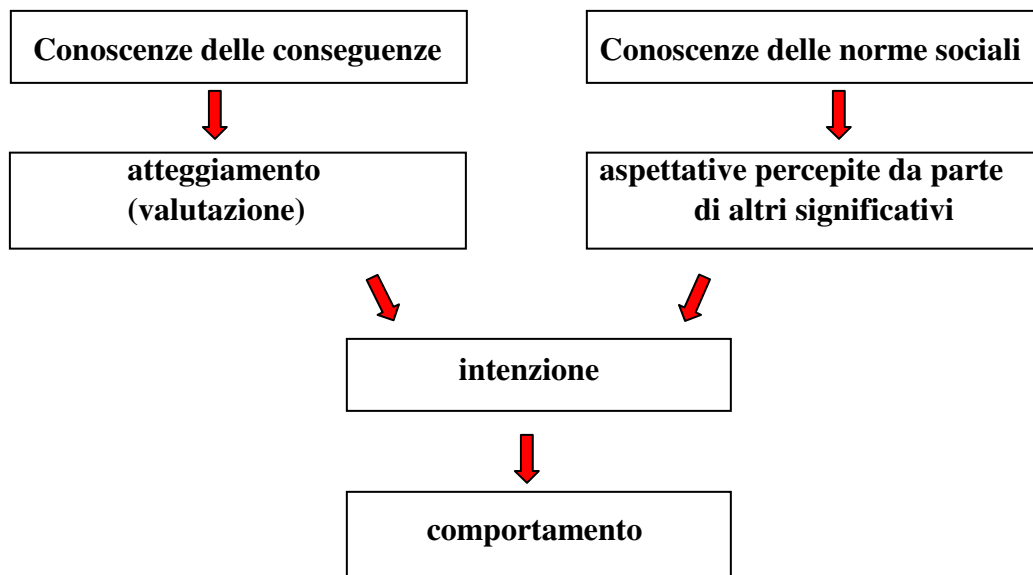 Conoscenze delle conseguenze
Conoscenze delle norme sociali
atteggiamento
(valutazione)
aspettative percepite da parte
di altri significativi
intenzione
comportamento